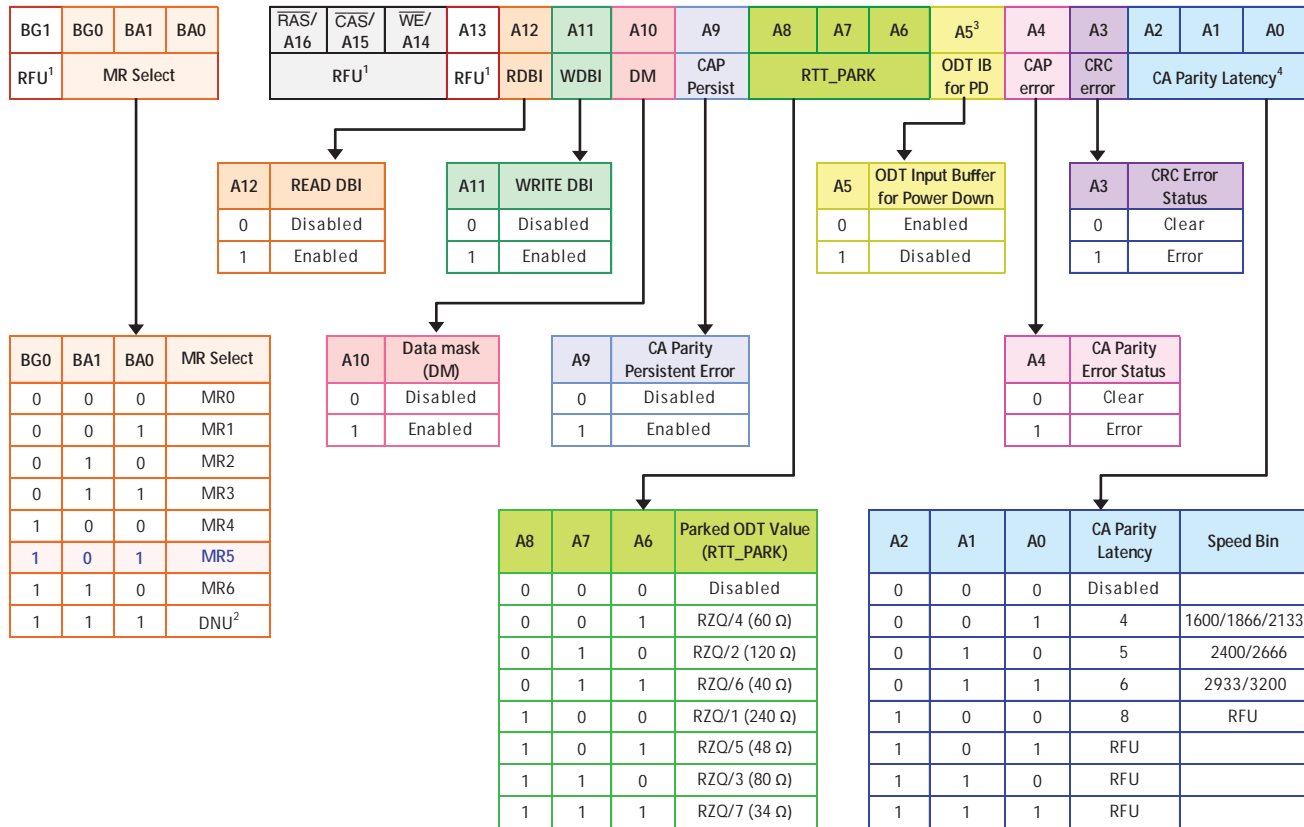 BG1 BG0 BA1 BA0 RAS/ A16 CAS/ A15 WE/ A14 A13 A12 A11 A10 A9 A8 A7 A6 A5³ A4 A3 A2 A1 A0
RFU¹ MR Select RFU¹ RFU¹ RDBI WDBI DM CAP Persist RTT_PARK ODT IB for PD CAP error CRC error CA Parity Latency⁴
A12 READ DBI
0 Disabled
1 Enabled
A11 WRITE DBI
0 Disabled
1 Enabled
A5 ODT Input Buffer for Power Down
0 Enabled
1 Disabled
A3 CRC Error Status
0 Clear
1 Error
BG0 BA1 BA0 MR Select
0 0 0 MR0
0 0 1 MR1
0 1 0 MR2
0 1 1 MR3
1 0 0 MR4
1 0 1 MR5
1 1 0 MR6
1 1 1 DNU²
A10 Data mask (DM)
0 Disabled
1 Enabled
A9 CA Parity Persistent Error
0 Disabled
1 Enabled
A4 CA Parity Error Status
0 Clear
1 Error
A8 A7 A6 Parked ODT Value (RTT_PARK)
0 0 0 Disabled
0 0 1 RZQ/4 (60 Ω)
0 1 0 RZQ/2 (120 Ω)
0 1 1 RZQ/6 (40 Ω)
1 0 0 RZQ/1 (240 Ω)
1 0 1 RZQ/5 (48 Ω)
1 1 0 RZQ/3 (80 Ω)
1 1 1 RZQ/7 (34 Ω)
A2 A1 A0 CA Parity Latency Speed Bin
0 0 0 Disabled
0 0 1 4 1600/1866/2133
0 1 0 5 2400/2666
0 1 1 6 2933/3200
1 0 0 8 RFU
1 0 1 RFU
1 1 0 RFU
1 1 1 RFU